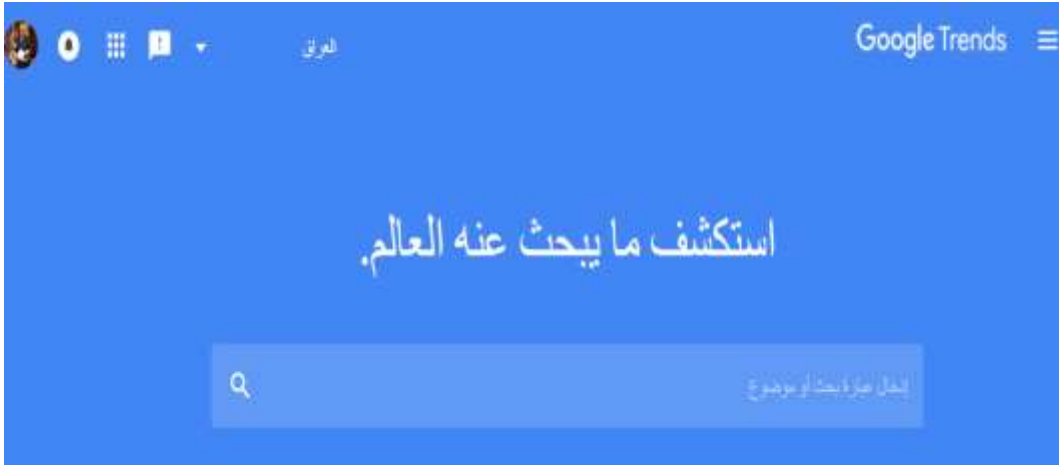 Google Trends
العراق
استكشف ما يبحث عنه العالم.
إدخال عبارة بحث أو موضوع